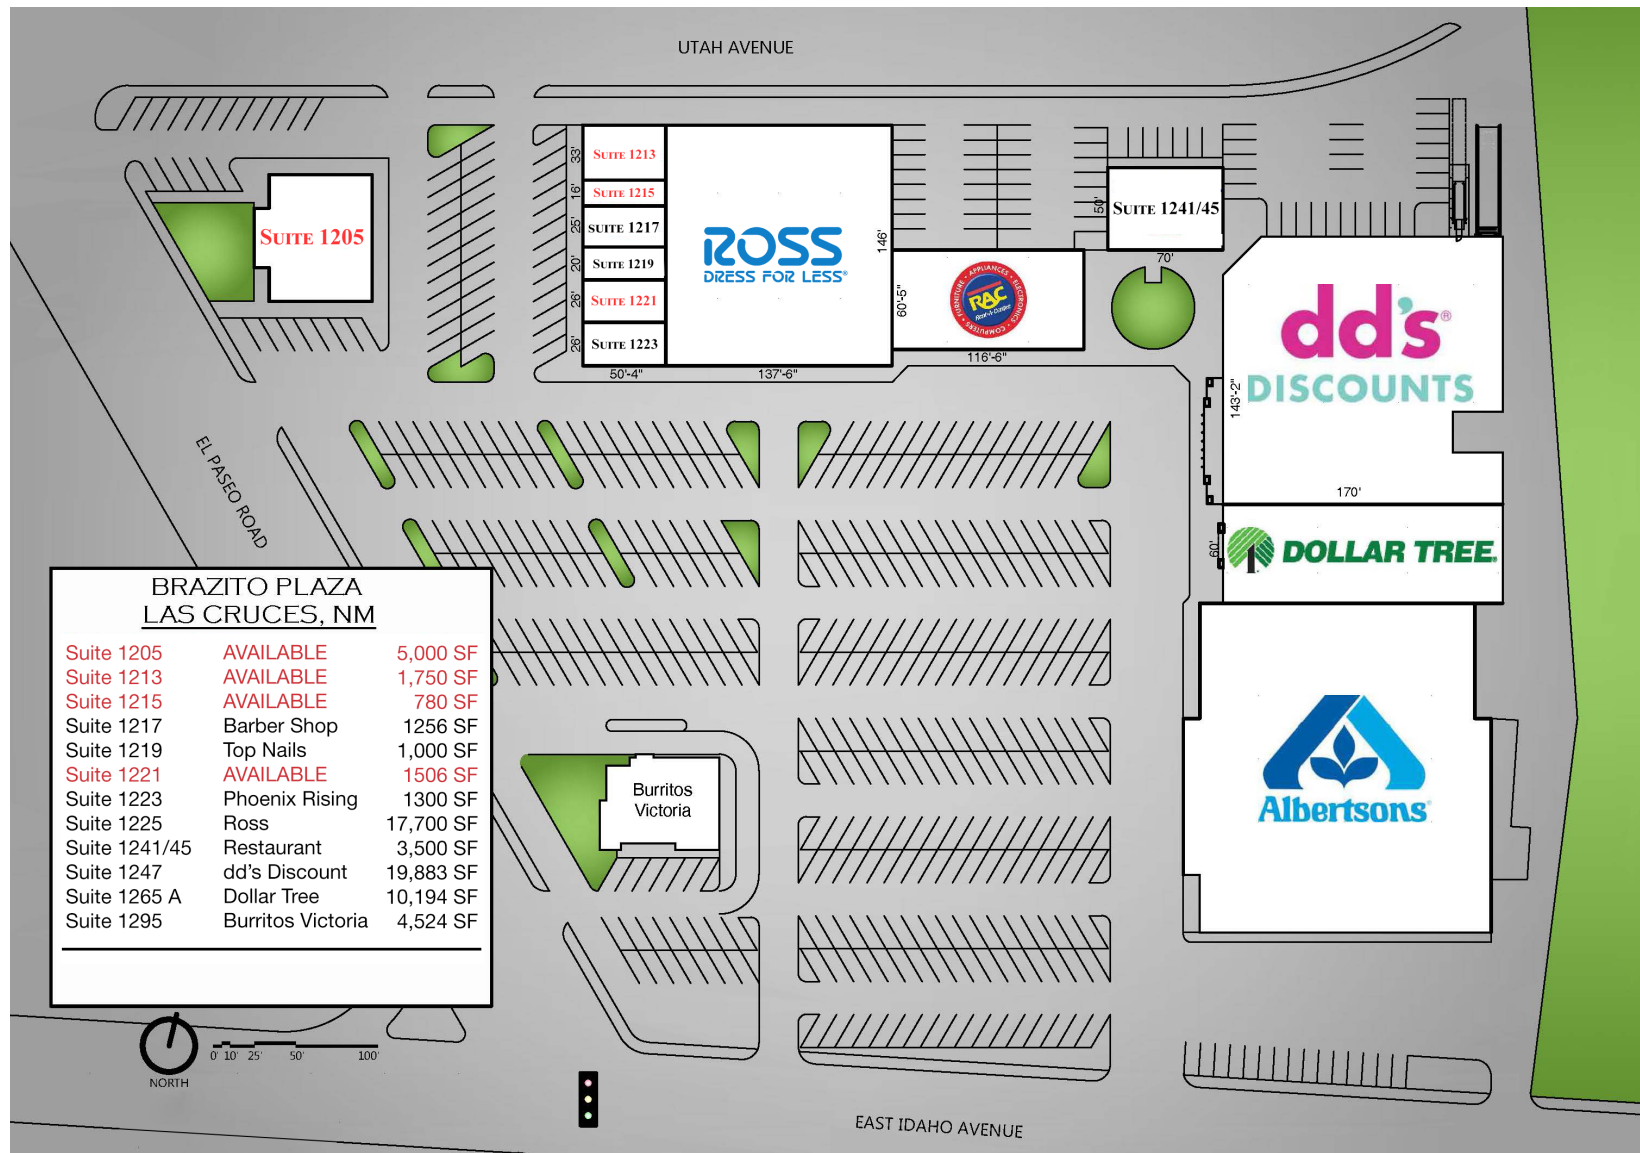 UTAH AVENUE
33'
SUITE 1213
16'
SUITE 1215
25'
SUITE 1217
20'
SUITE 1219
26'
SUITE 1221
26'
SUITE 1223
50'-4"
SUITE 1205
ROSS
DRESS FOR LESS®
146'
137'-6"
60'-5"
FURNITURE • APPLIANCES • ELECTRONICS • COMPUTERS
RAC
Rent-A-Center
116'-6"
50'
SUITE 1241/45
70'
dd's®
DISCOUNTS
143'-2"
170'
60'
DOLLAR TREE
Albertsons
EL PASEO ROAD
BRAZITO PLAZA
LAS CRUCES, NM
Suite 1205 AVAILABLE 5,000 SF
Suite 1213 AVAILABLE 1,750 SF
Suite 1215 AVAILABLE 780 SF
Suite 1217 Barber Shop 1256 SF
Suite 1219 Top Nails 1,000 SF
Suite 1221 AVAILABLE 1506 SF
Suite 1223 Phoenix Rising 1300 SF
Suite 1225 Ross 17,700 SF
Suite 1241/45 Restaurant 3,500 SF
Suite 1247 dd's Discount 19,883 SF
Suite 1265 A Dollar Tree 10,194 SF
Suite 1295 Burritos Victoria 4,524 SF
Burritos
Victoria
0' 10' 25' 50' 100'
NORTH
EAST IDAHO AVENUE